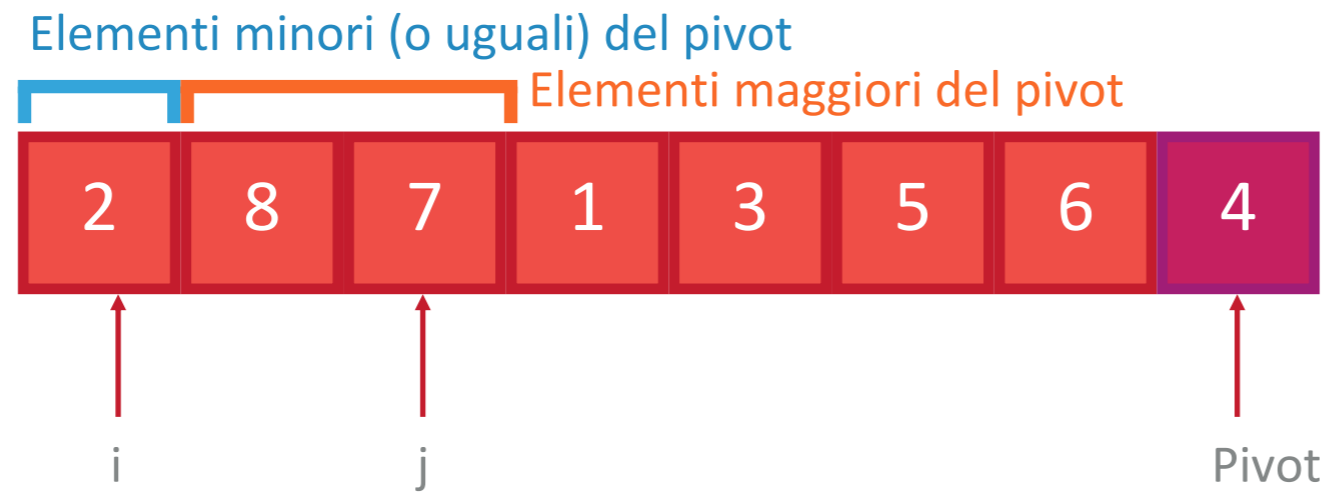 Elementi minori (o uguali) del pivot
Elementi maggiori del pivot
2 8 7 1 3 5 6 4
i j Pivot